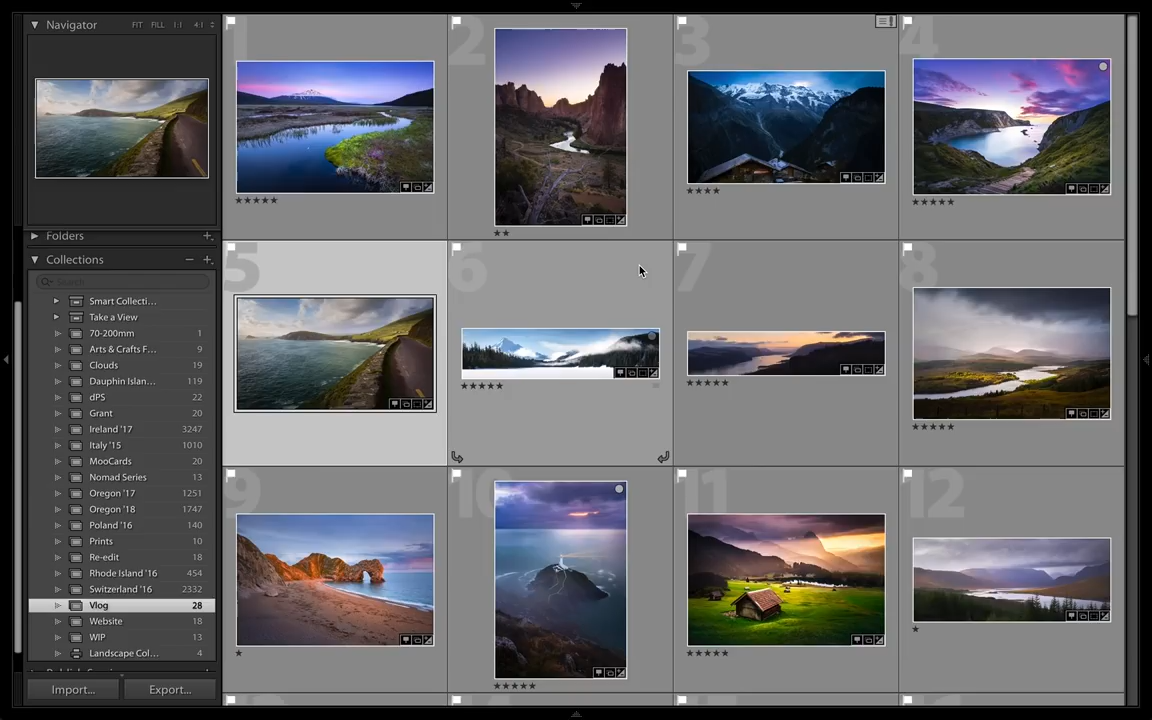 Navigator FIT FILL 1:1 4:1
Folders
Collections
Search
Smart Collecti...
Take a View
70-200mm 1
Arts & Crafts F... 9
Clouds 19
Dauphin Islan... 119
dPS 22
Grant 20
Ireland '17 3247
Italy '15 1010
MooCards 20
Nomad Series 13
Oregon '17 1251
Oregon '18 1747
Poland '16 140
Prints 10
Re-edit 18
Rhode Island '16 454
Switzerland '16 2332
Vlog 28
Website 18
WIP 13
Landscape Col... 4
Import...
Export...
1
2
3
4
★★★★★
★★
★★★★
★★★★★
5
6
7
8
★★★★★
★★★★★
★★★★★
9
10
11
12
★
★★★★★
★★★★★
★